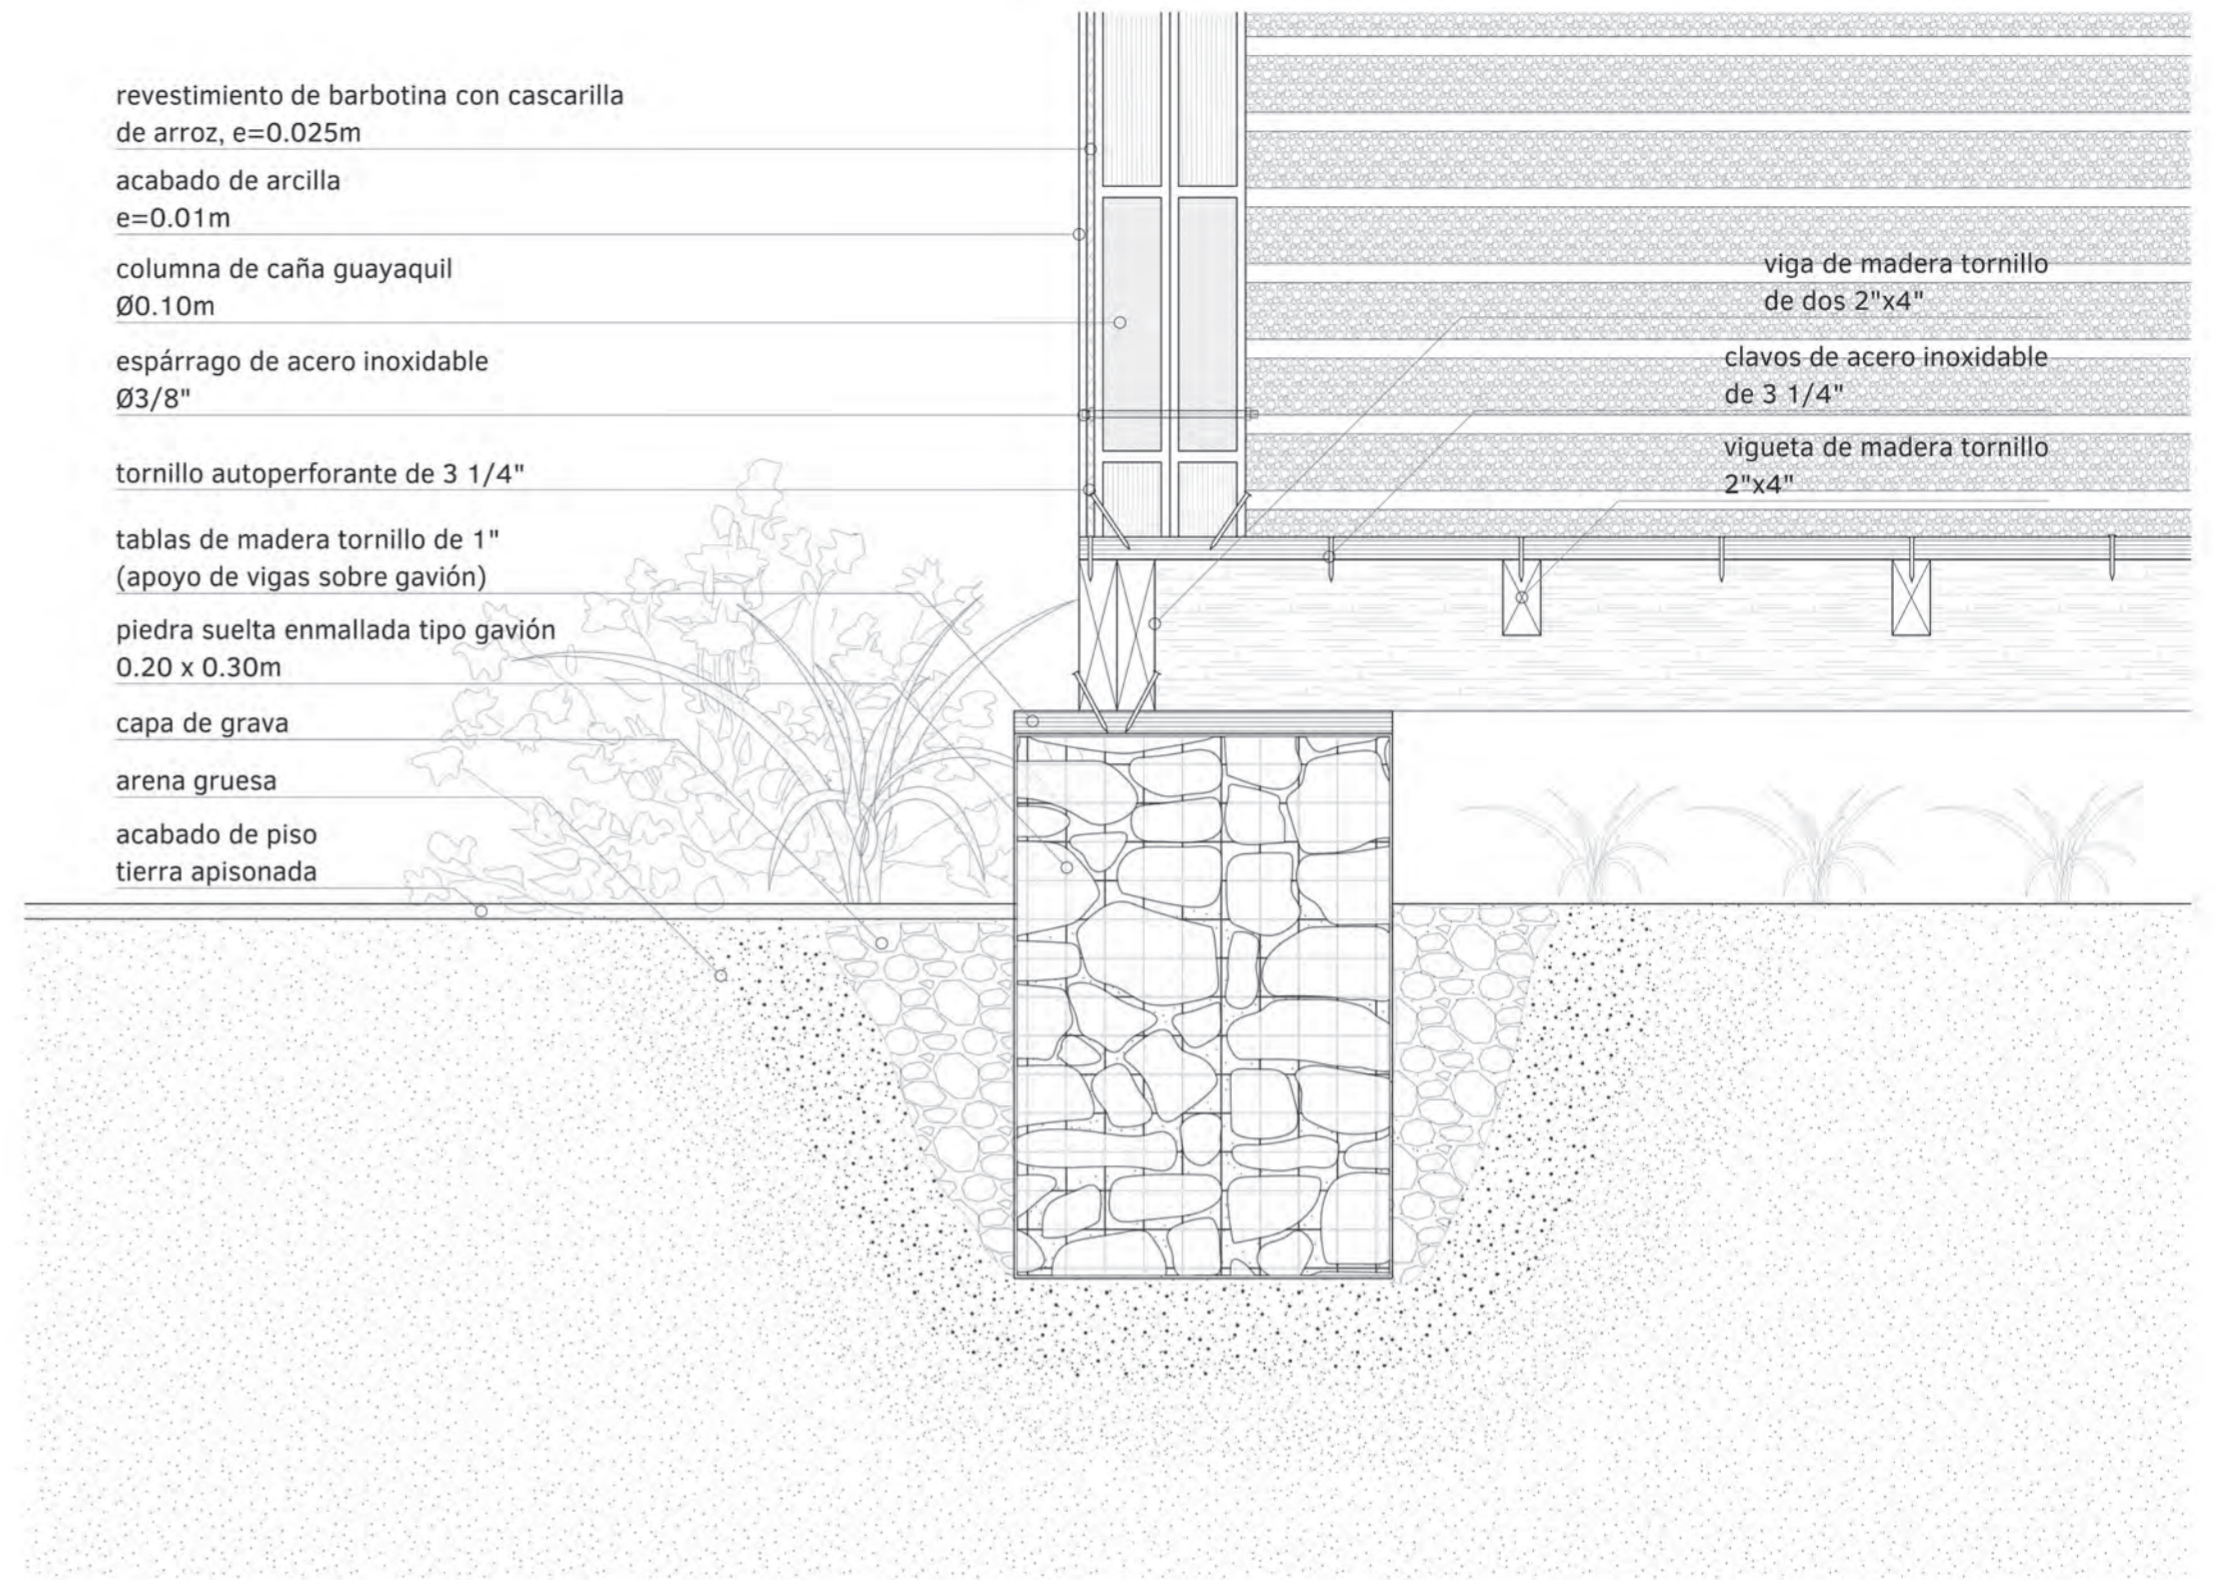 revestimiento de barbotina con cascarilla
de arroz, e=0.025m
acabado de arcilla
e=0.01m
columna de caña guayaquil
Ø0.10m
espárrago de acero inoxidable
Ø3/8"
tornillo autoperforante de 3 1/4"
tablas de madera tornillo de 1"
(apoyo de vigas sobre gavión)
piedra suelta enmallada tipo gavión
0.20 x 0.30m
capa de grava
arena gruesa
acabado de piso
tierra apisonada
viga de madera tornillo
de dos 2"x4"
clavos de acero inoxidable
de 3 1/4"
vigueta de madera tornillo
2"x4"